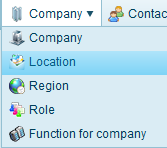 Company Contac
Company
Location
Region
Role
Function for company